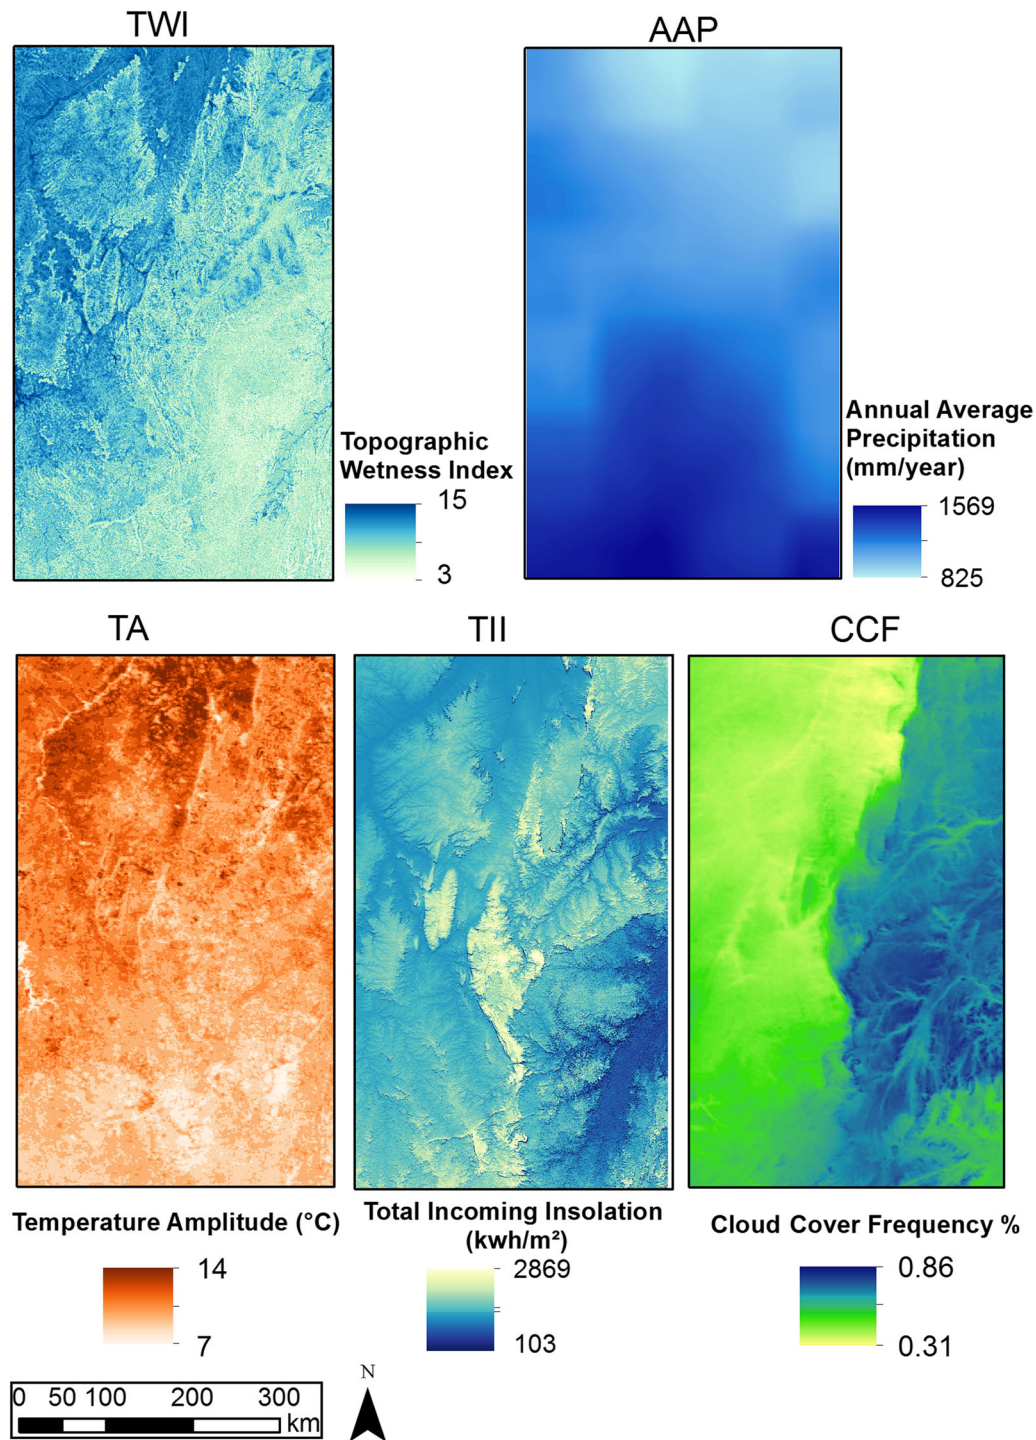 TWI
AAP
Topographic
Wetness Index
15
3
Annual Average
Precipitation
(mm/year)
1569
825
TA
TII
CCF
Temperature Amplitude (°C)
14
7
Total Incoming Insolation
(kwh/m²)
2869
103
Cloud Cover Frequency %
0.86
0.31
0 50 100 200 300
km
N